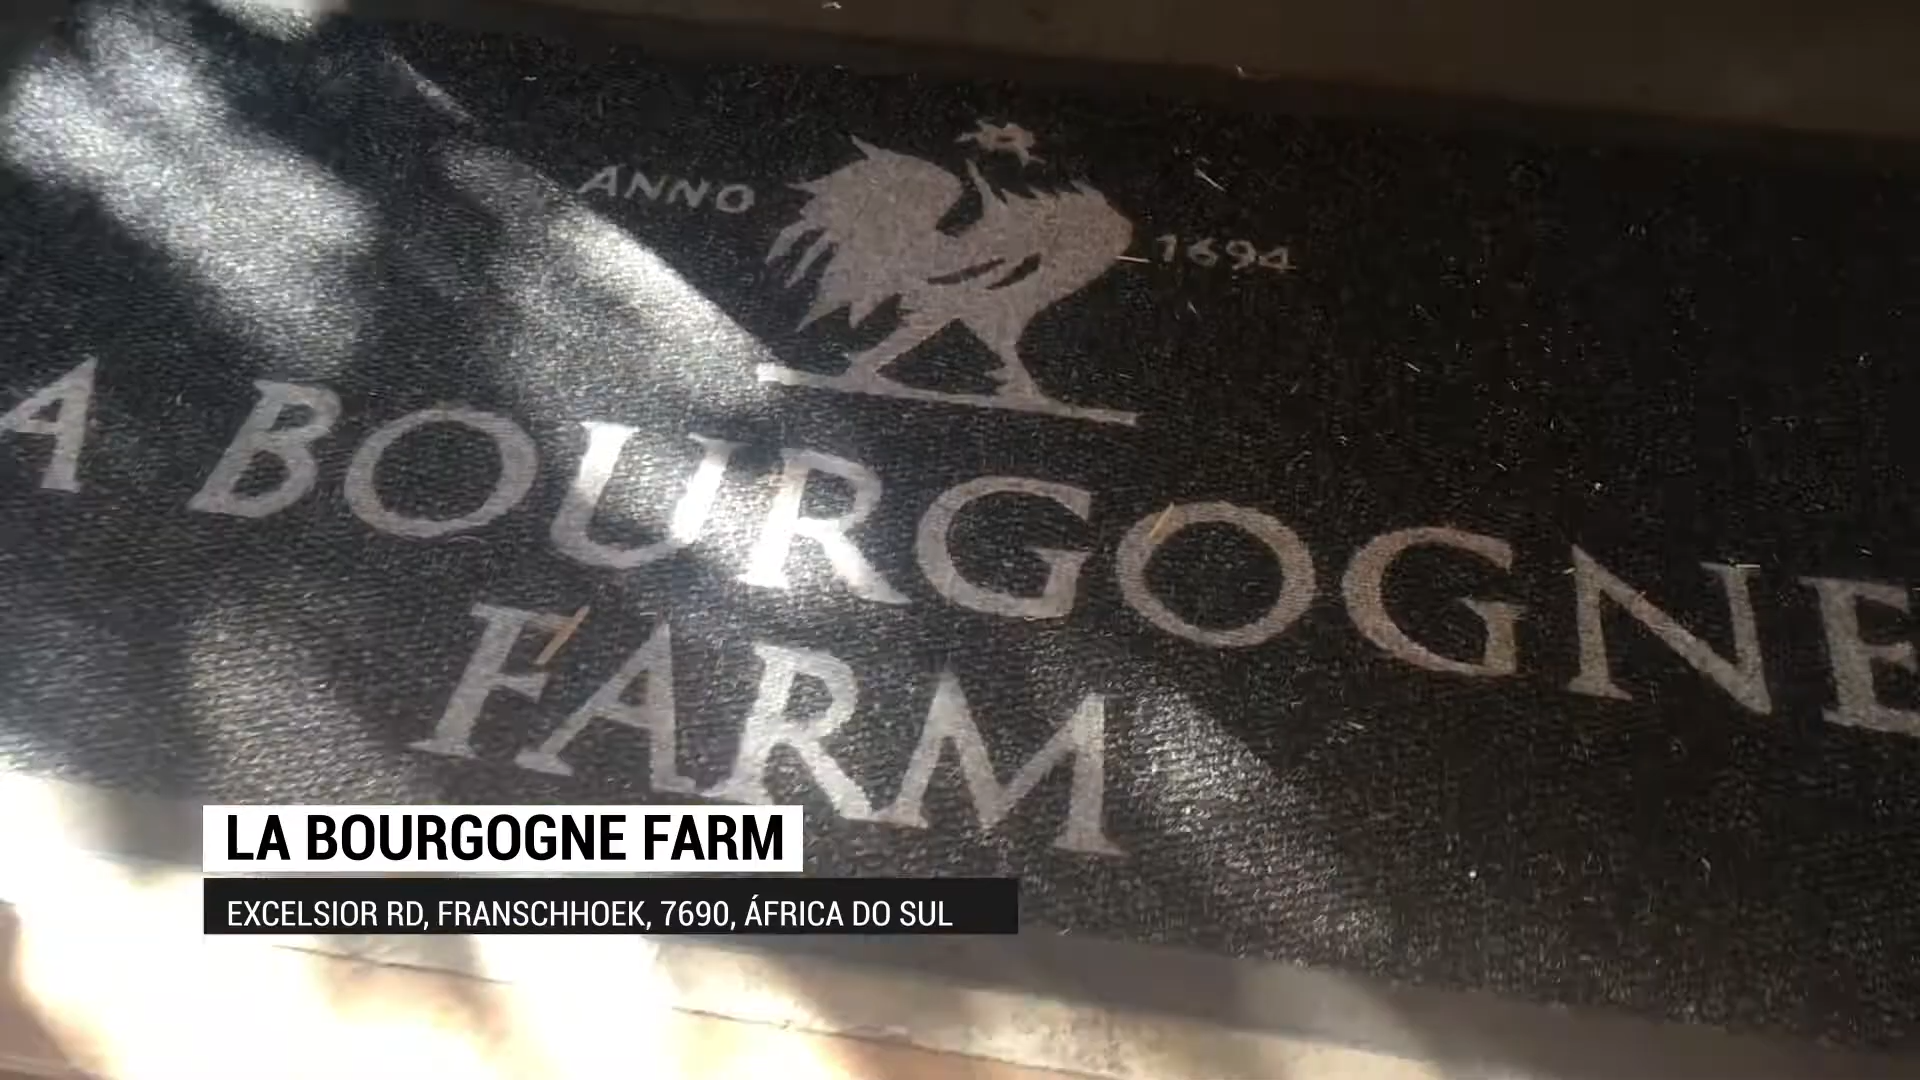 ANNO 1694
A BOURGOGNE
FARM
LA BOURGOGNE FARM
EXCELSIOR RD, FRANSCHHOEK, 7690, ÁFRICA DO SUL